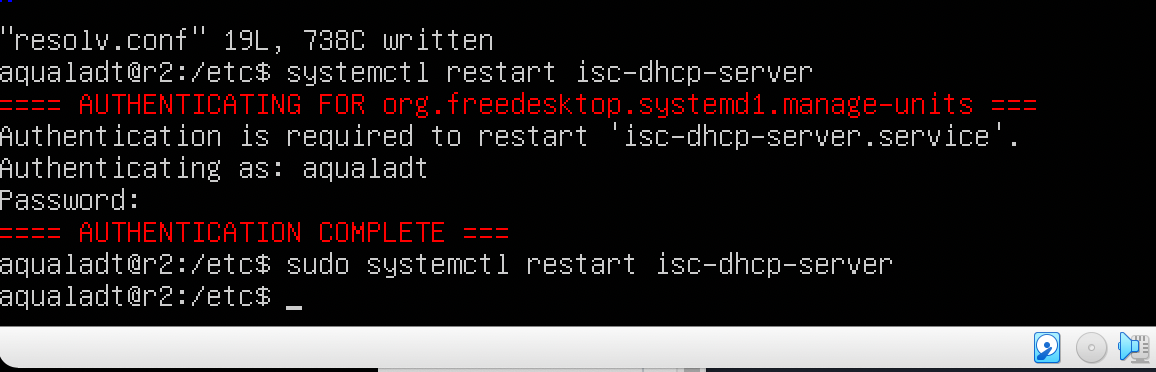 "resolv.conf" 19L, 738C written
aqualadt@r2:/etc$ systemctl restart isc-dhcp-server
==== AUTHENTICATING FOR org.freedesktop.systemd1.manage-units ===
Authentication is required to restart 'isc-dhcp-server.service'.
Authenticating as: aqualadt
Password:
==== AUTHENTICATION COMPLETE ===
aqualadt@r2:/etc$ sudo systemctl restart isc-dhcp-server
aqualadt@r2:/etc$ _